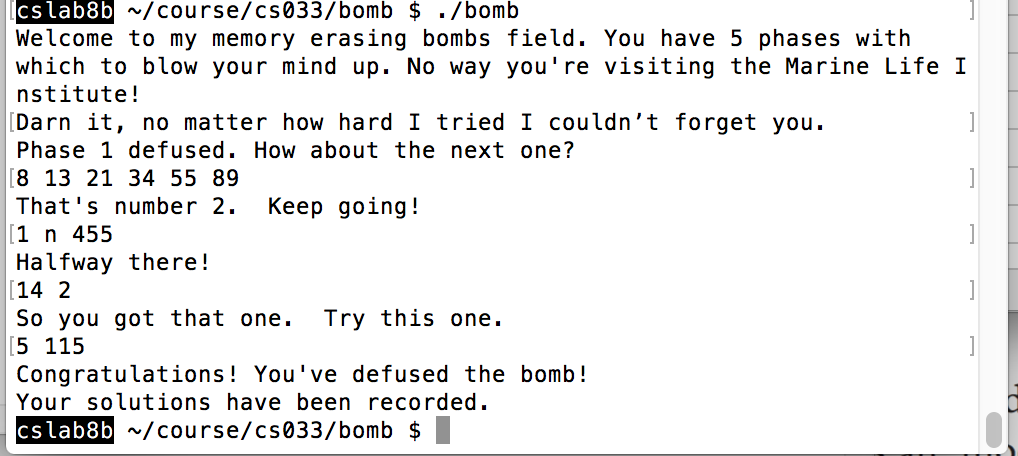 cslab8b ~/course/cs033/bomb $ ./bomb
Welcome to my memory erasing bombs field. You have 5 phases with
which to blow your mind up. No way you're visiting the Marine Life I
nstitute!
[Darn it, no matter how hard I tried I couldn’t forget you. ]
Phase 1 defused. How about the next one?
[8 13 21 34 55 89 ]
That's number 2.  Keep going!
[1 n 455 ]
Halfway there!
[14 2 ]
So you got that one.  Try this one.
[5 115 ]
Congratulations! You've defused the bomb!
Your solutions have been recorded.
cslab8b ~/course/cs033/bomb $